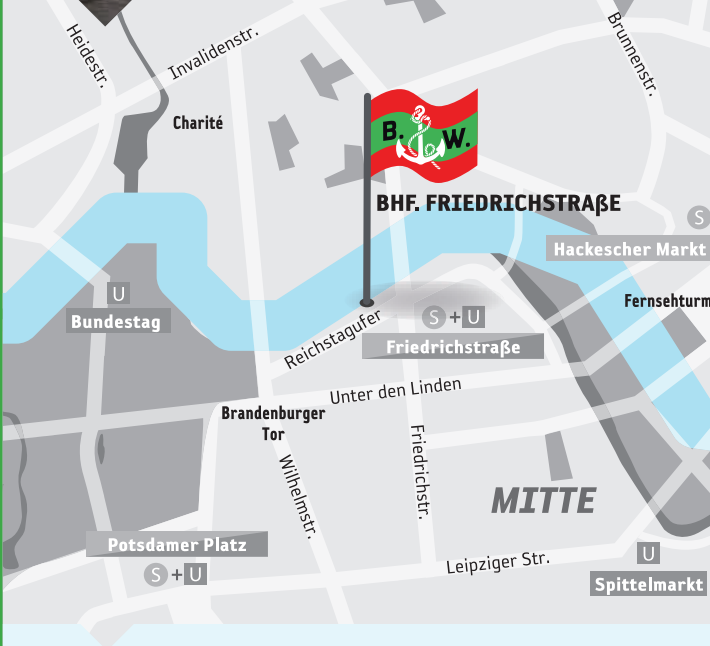 Heidestr.
Invalidenstr.
Brunnenstr.
Charité
B. W.
BHF. FRIEDRICHSTRAßE
S
Hackescher Markt
U
Bundestag
Fernsehturm
S+U
Friedrichstraße
Reichstagufer
Unter den Linden
Brandenburger
Tor
Friedrichstr.
Wilhelmstr.
MITTE
Potsdamer Platz
S+U
Leipziger Str.
U
Spittelmarkt